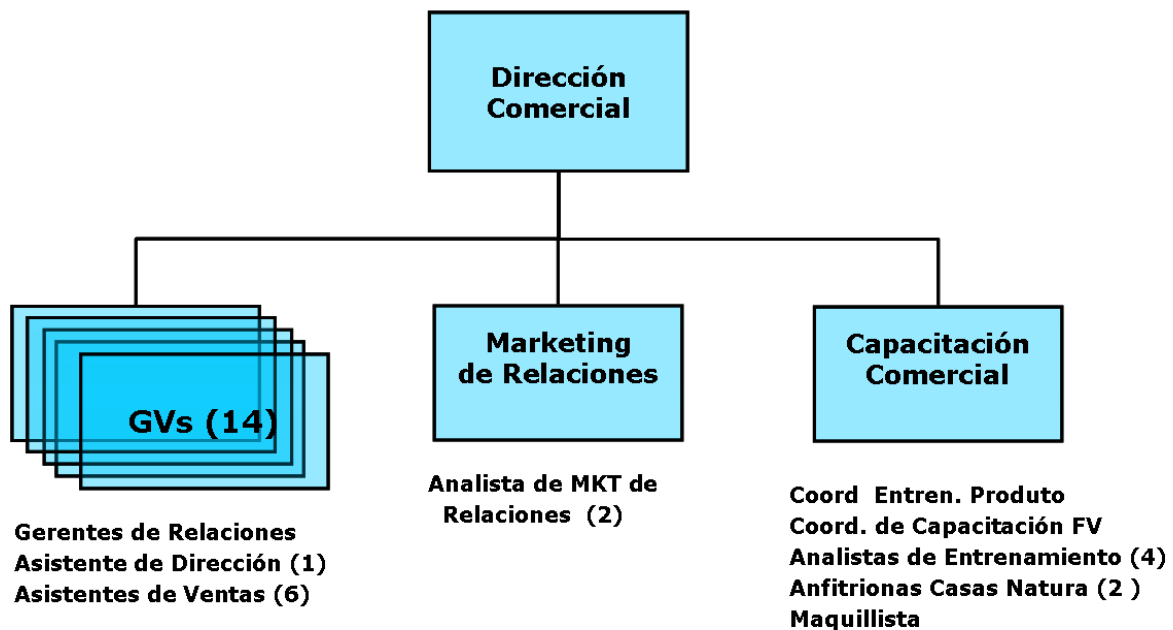 Dirección
Comercial
GVs (14)
Marketing
de Relaciones
Capacitación
Comercial
Gerentes de Relaciones
Asistente de Dirección (1)
Asistentes de Ventas (6)
Analista de MKT de
Relaciones (2)
Coord Entren. Produto
Coord. de Capacitación FV
Analistas de Entrenamiento (4)
Anfitrionas Casas Natura (2 )
Maquillista